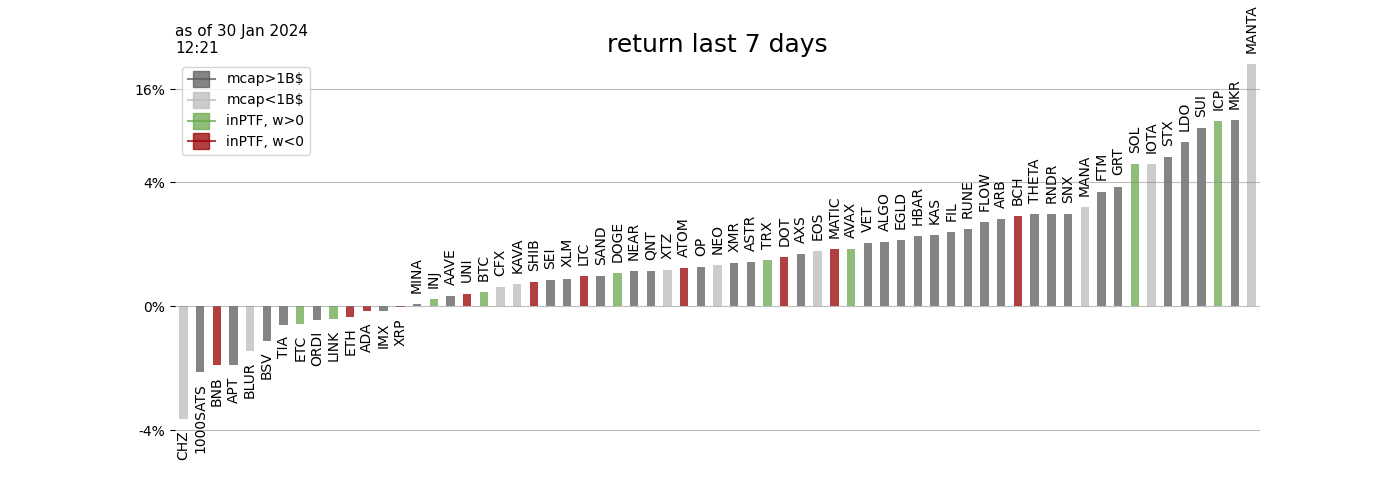 as of 30 Jan 2024
12:21
return last 7 days
mcap>1B$
mcap<1B$
inPTF, w>0
inPTF, w<0
16%
4%
0%
-4%
CHZ
1000SATS
BNB
APT
BLUR
BSV
TIA
ETC
ORDI
LINK
ETH
ADA
IMX
XRP
MINA
INJ
AAVE
UNI
BTC
CFX
KAVA
SHIB
SEI
XLM
LTC
SAND
DOGE
NEAR
QNT
XTZ
ATOM
OP
NEO
XMR
ASTR
TRX
DOT
AXS
EOS
MATIC
AVAX
VET
ALGO
EGLD
HBAR
KAS
FIL
RUNE
FLOW
ARB
BCH
THETA
RNDR
SNX
MANA
FTM
GRT
SOL
IOTA
STX
LDO
SUI
ICP
MKR
MANTA